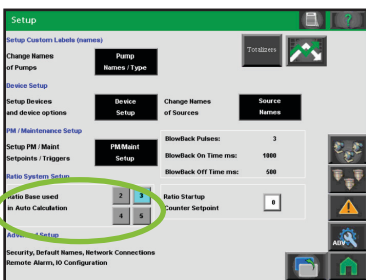 Setup
?
Setup Custom Labels (names)
Totalizers
Change Names
of Pumps
Pump
Names / Type
Device Setup
Setup Devices
and device options
Device
Setup
Change Names
of Sources
Source
Names
PM / Maintenance Setup
Setup PM / Maint
Setpoints / Triggers
PM/Maint
Setup
BlowBack Pulses: 3
BlowBack On Time ms: 1000
BlowBack Off Time ms: 500
Ratio System Setup
Ratio Base used
in Auto Calculation
2 3
4 5
Ratio Startup
Counter Setpoint
0
Advanced Setup
Security, Default Names, Network Connections
Remote Alarm, IO Configuration
ADV